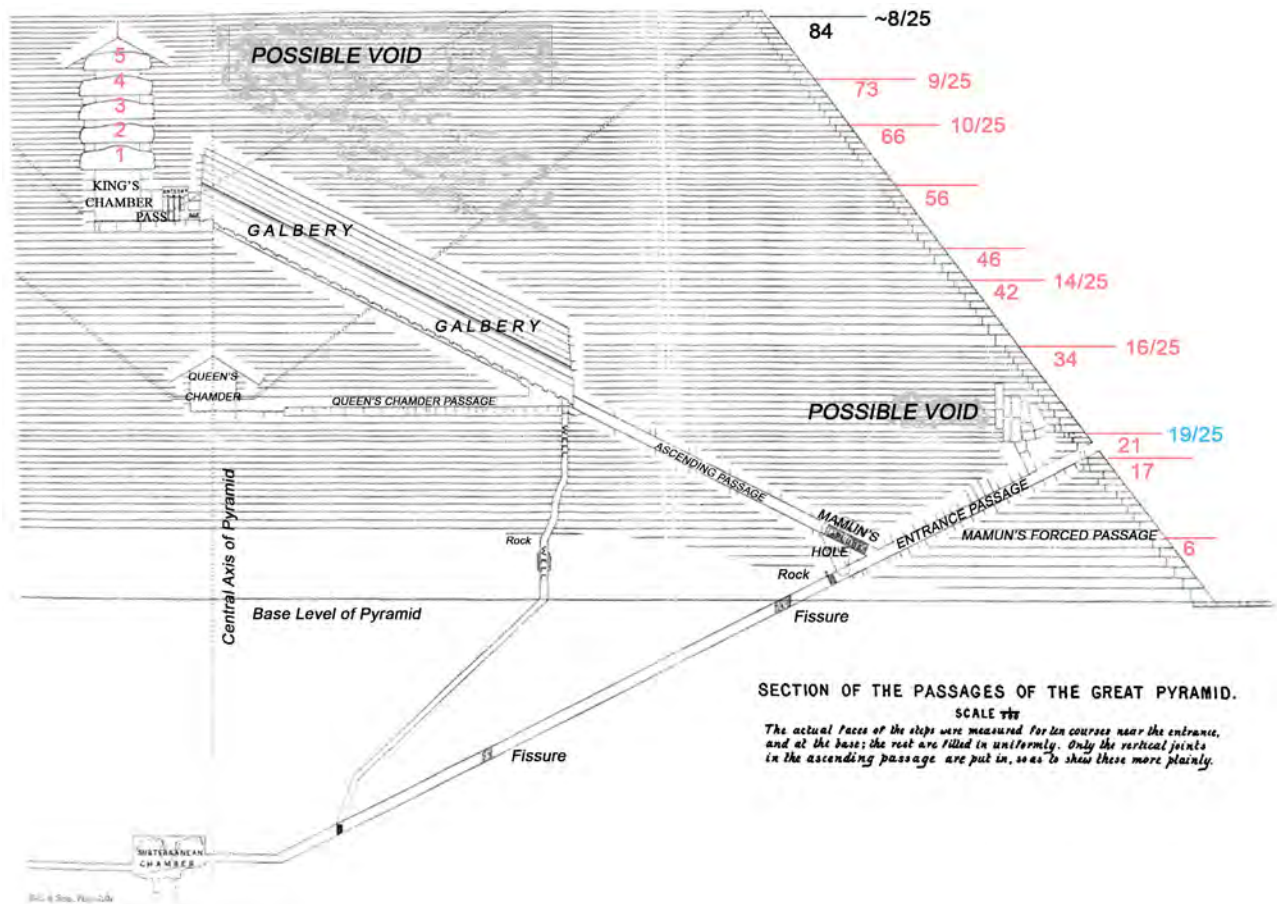 84
~8/25
POSSIBLE VOID
5
4
3
2
1
73
9/25
66
10/25
KING'S
CHAMBER
PASS
56
GALBERY
46
42
14/25
GALBERY
34
16/25
QUEEN'S
CHAMDER
QUEEN'S CHAMDER PASSAGE
POSSIBLE VOID
21
19/25
17
WELL
ASCENDING PASSAGE
Central Axis of Pyramid
MAMUN'S
HOLE
ENTRANCE PASSAGE
MAMUN'S FORCED PASSAGE
6
Rock
WELL
Rock
Base Level of Pyramid
Fissure
SECTION OF THE PASSAGES OF THE GREAT PYRAMID.
SCALE
The actual faces of the steps were measured for ten courses near the entrance,
and at the base; the rest are filled in uniformly. Only the vertical joints
in the ascending passage are put in, so as to shew these more plainly.
Fissure
SUBTERRANEAN
CHAMBER